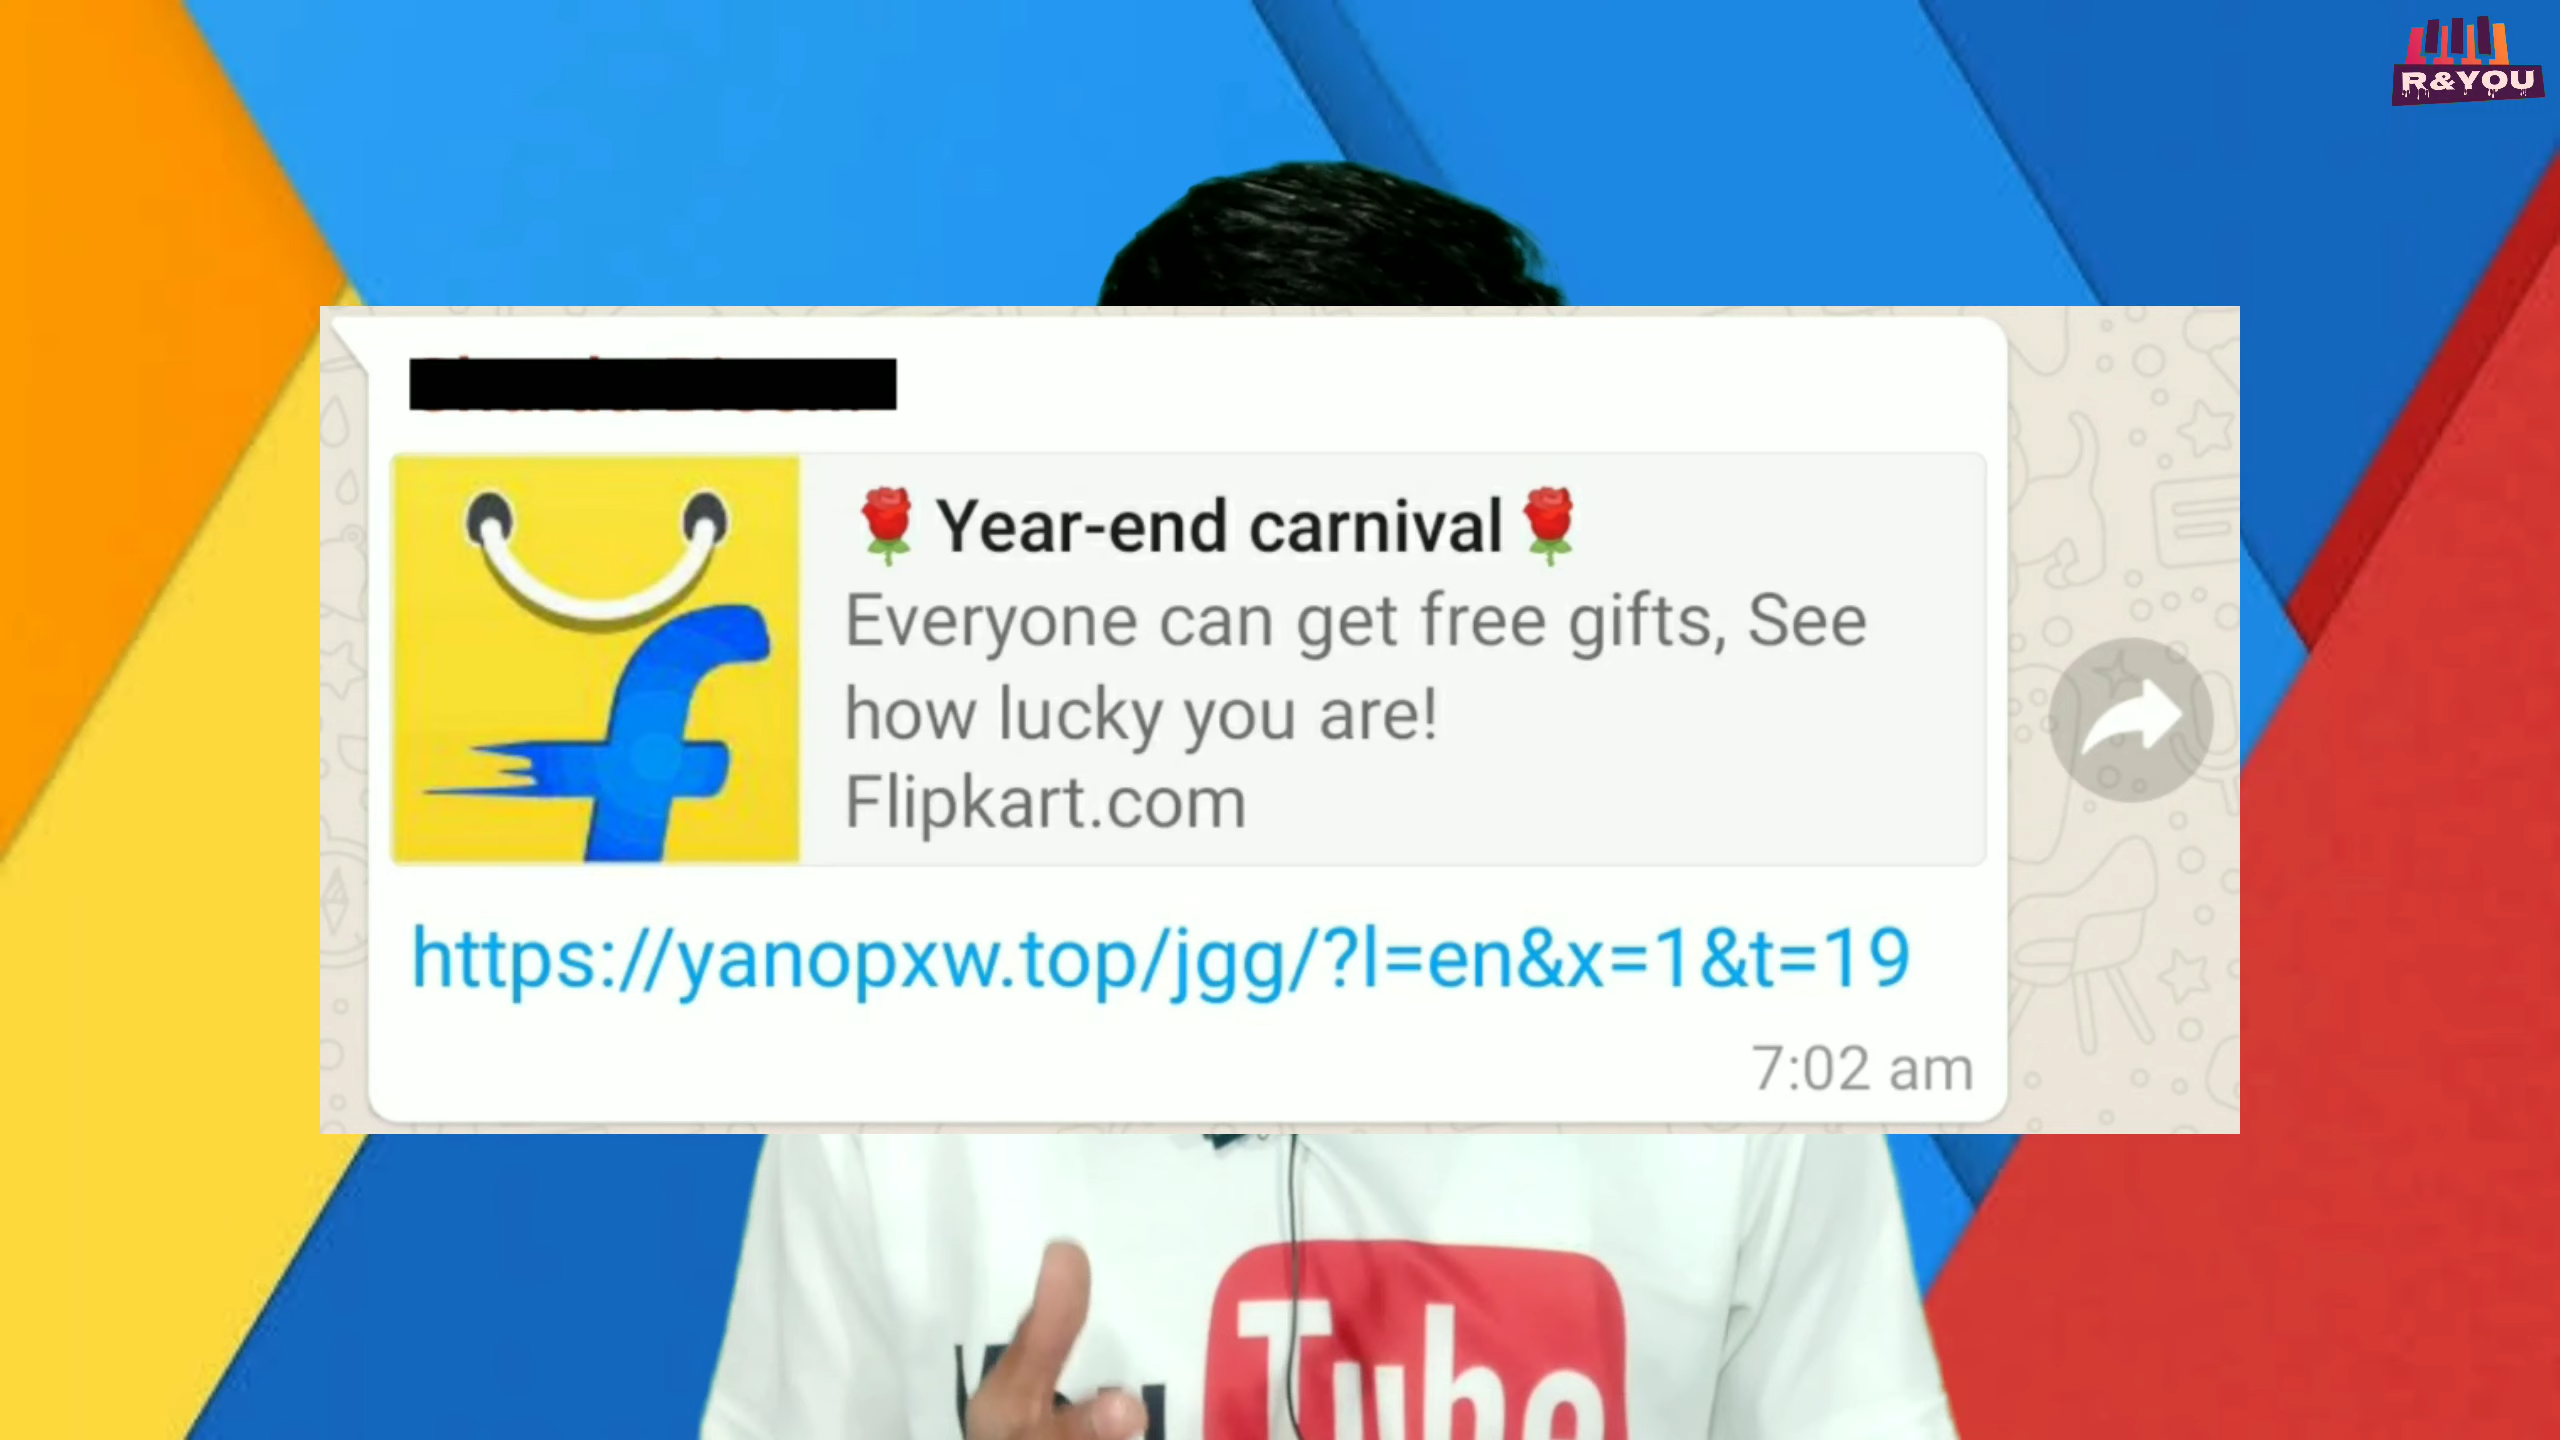 R&YOU
🌹 Year-end carnival🌹
Everyone can get free gifts, See
how lucky you are!
Flipkart.com
https://yanopxw.top/jgg/?l=en&x=1&t=19
7:02 am
Tube